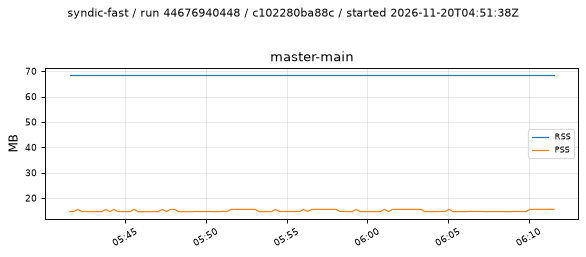 syndic-fast / run 44676940448 / c102280ba88c / started 2026-11-20T04:51:38Z
master-main
MB
70
60
50
40
30
20
RSS
PSS
05:45
05:50
05:55
06:00
06:05
06:10